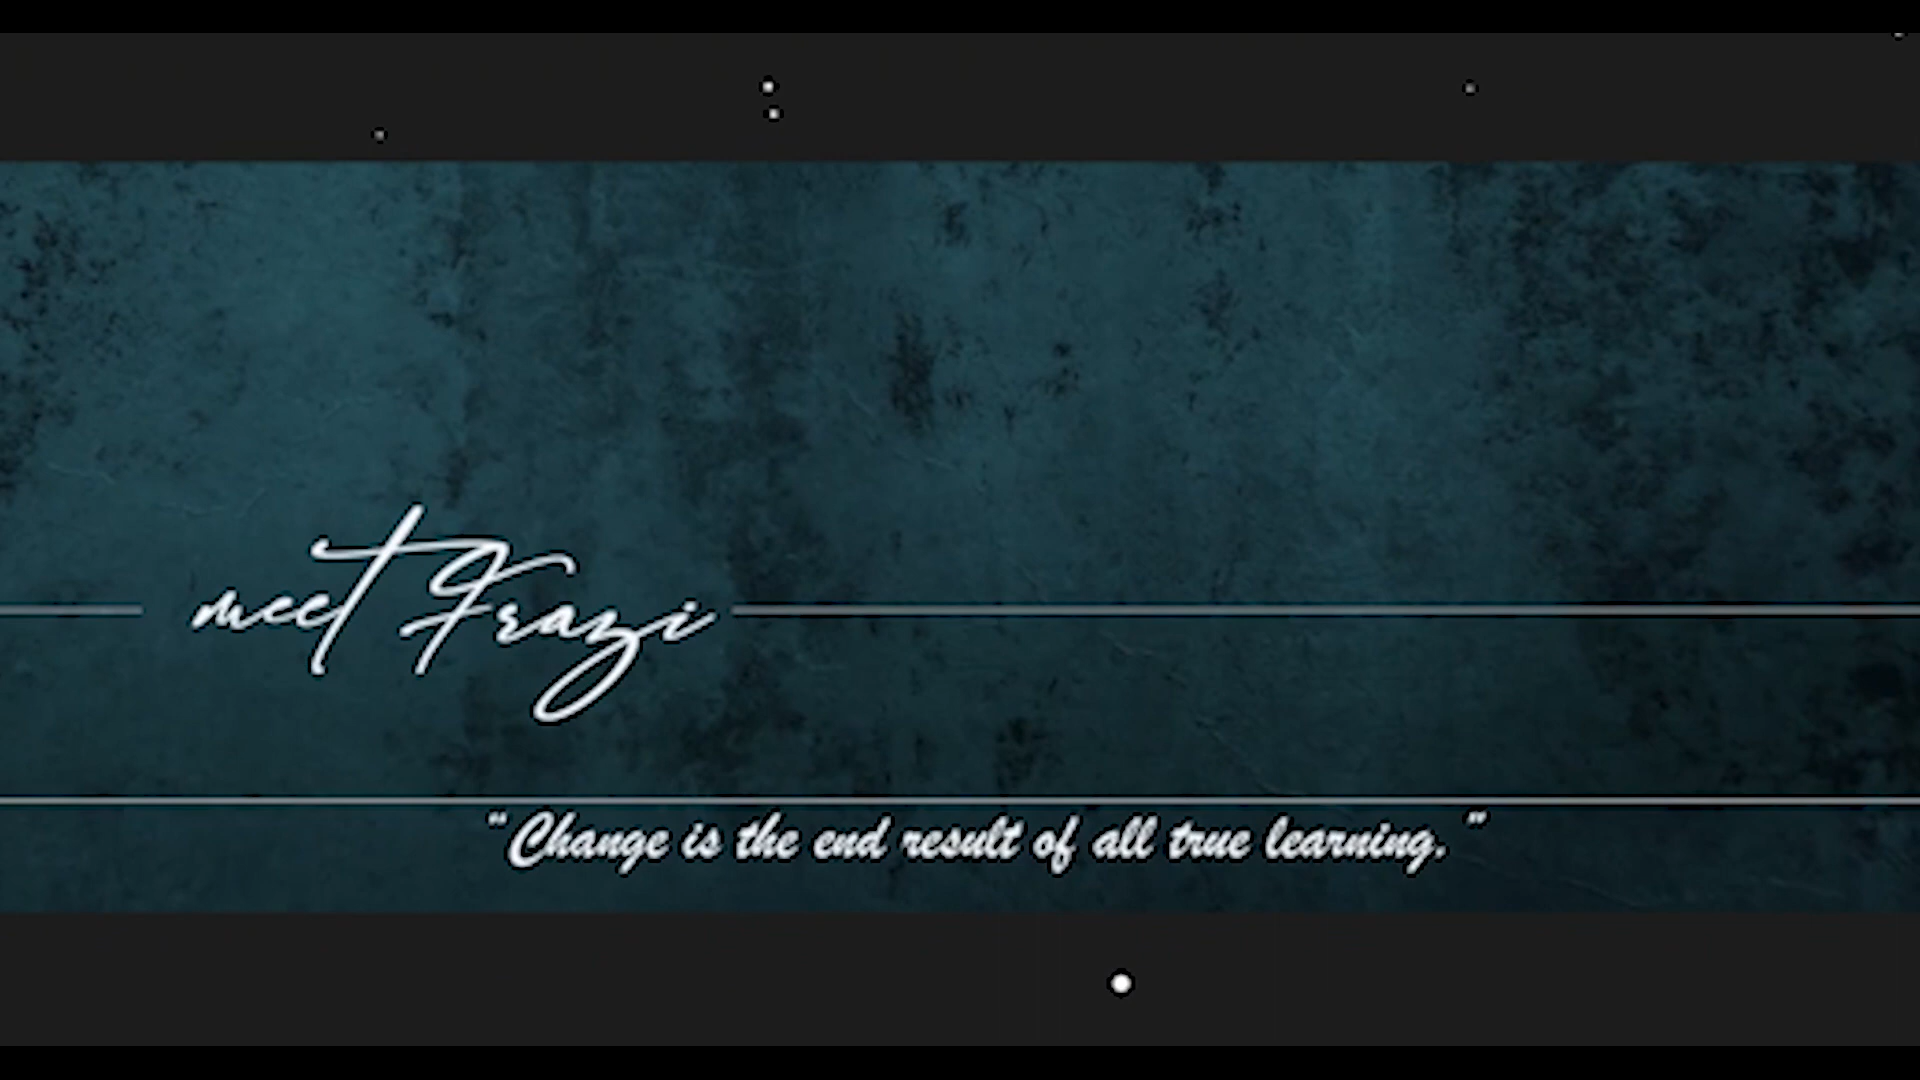 meet Frazi
"Change is the end result of all true learning."